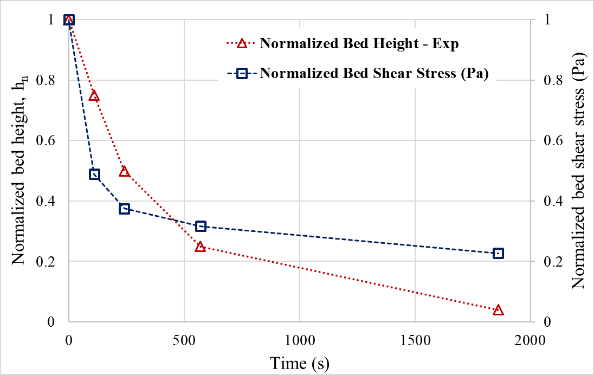 1
0.8
0.6
0.4
0.2
0
Normalized bed height, hn
Normalized Bed Height - Exp
Normalized Bed Shear Stress (Pa)
1
0.8
0.6
0.4
0.2
0
Normalized bed shear stress (Pa)
0 500 1000 1500 2000
Time (s)